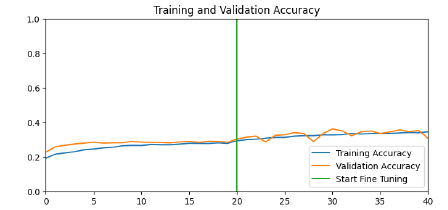 Training and Validation Accuracy
1.0
0.8
0.6
0.4
0.2
0.0
0 5 10 15 20 25 30 35 40
Training Accuracy
Validation Accuracy
Start Fine Tuning